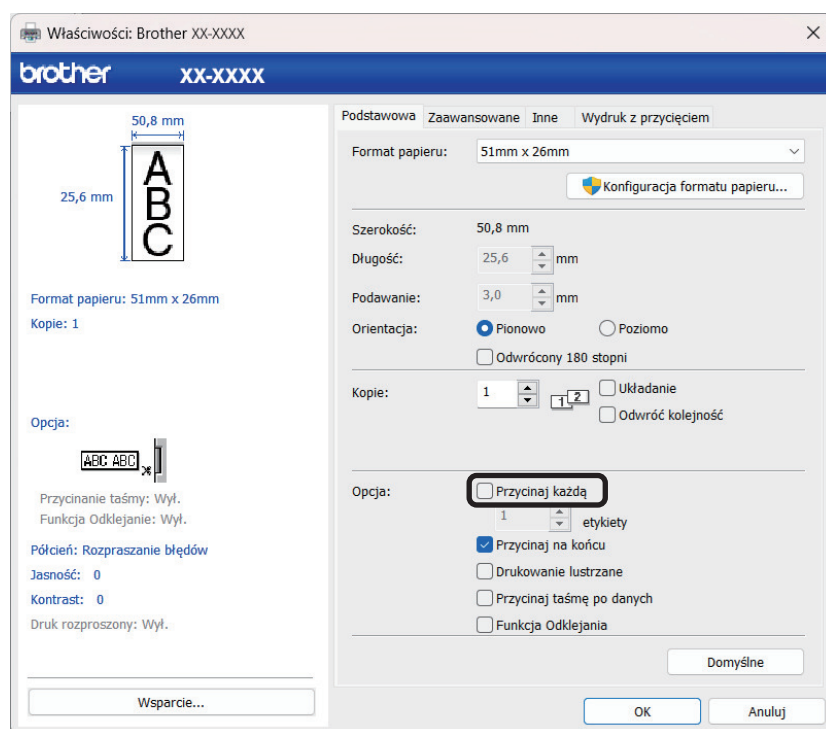 Właściwości: Brother XX-XXXX
brother XX-XXXX
50,8 mm
25,6 mm
A
B
C
Format papieru: 51mm x 26mm
Kopie: 1
Opcja:
ABC ABC
Przycinanie taśmy: Wył.
Funkcja Odklejanie: Wył.
Półcień: Rozpraszanie błędów
Jasność: 0
Kontrast: 0
Druk rozproszony: Wył.
Wsparcie...
Podstawowa Zaawansowane Inne Wydruk z przycięciem
Format papieru: 51mm x 26mm
Konfiguracja formatu papieru...
Szerokość: 50,8 mm
Długość: 25,6 mm
Podawanie: 3,0 mm
Orientacja: Pionowo Poziomo
Odwrócony 180 stopni
Kopie: 1 1 2 Układanie
Odwróć kolejność
Opcja: Przycinaj każdą
1 etykiety
Przycinaj na końcu
Drukowanie lustrzane
Przycinaj taśmę po danych
Funkcja Odklejania
Domyślne
OK Anuluj